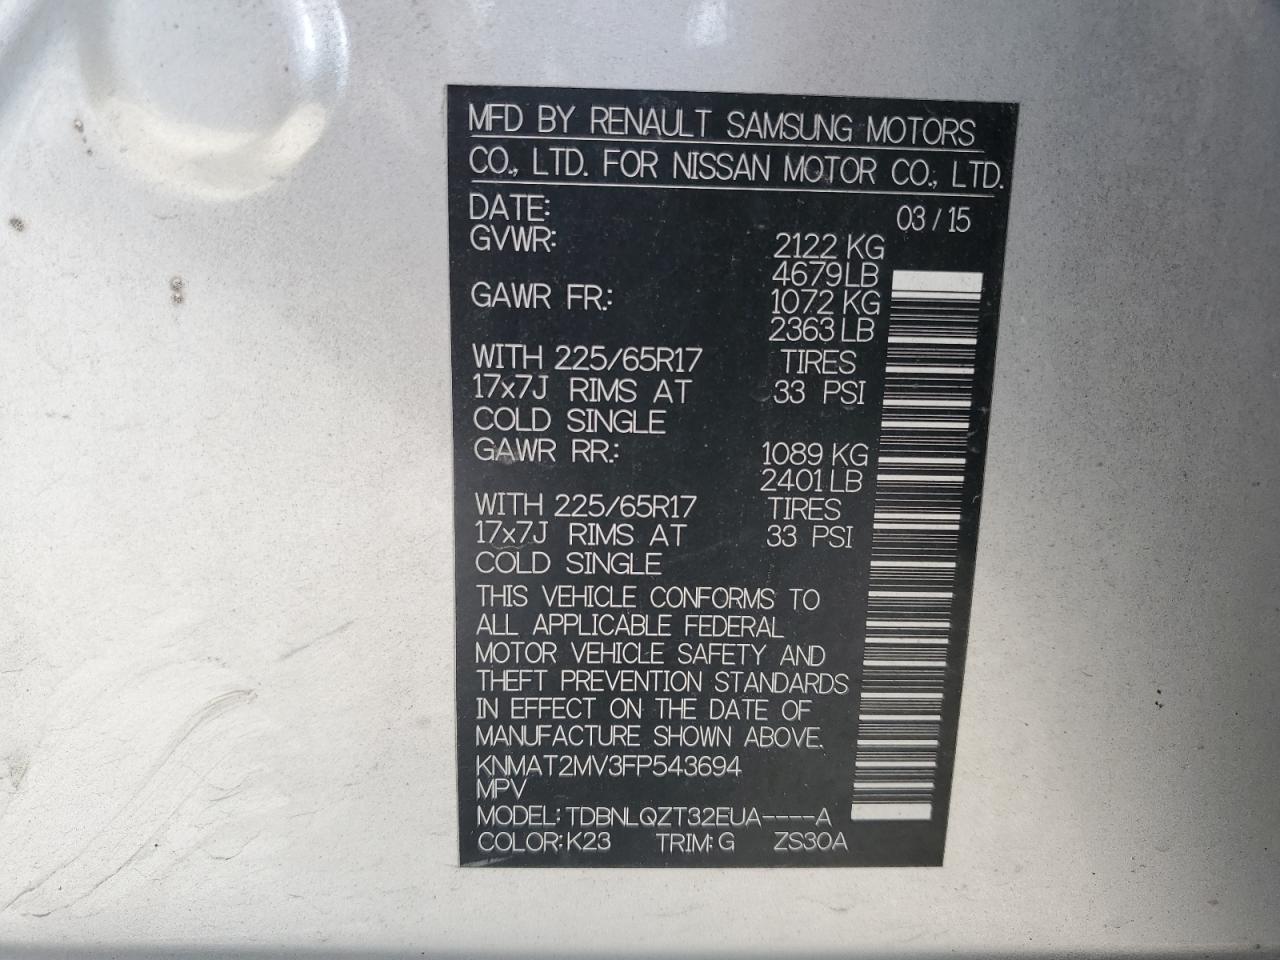 MFD BY RENAULT SAMSUNG MOTORS
CO., LTD. FOR NISSAN MOTOR CO., LTD.
DATE: 03 / 15
GVWR: 2122 KG
4679 LB
GAWR FR.: 1072 KG
2363 LB
WITH 225/65R17 TIRES
17x7J RIMS AT 33 PSI
COLD SINGLE
GAWR RR.: 1089 KG
2401 LB
WITH 225/65R17 TIRES
17x7J RIMS AT 33 PSI
COLD SINGLE
THIS VEHICLE CONFORMS TO
ALL APPLICABLE FEDERAL
MOTOR VEHICLE SAFETY AND
THEFT PREVENTION STANDARDS
IN EFFECT ON THE DATE OF
MANUFACTURE SHOWN ABOVE.
KNMAT2MV3FP543694
MPV
MODEL: TDBNLQZT32EUA----A
COLOR: K23 TRIM: G ZS30A